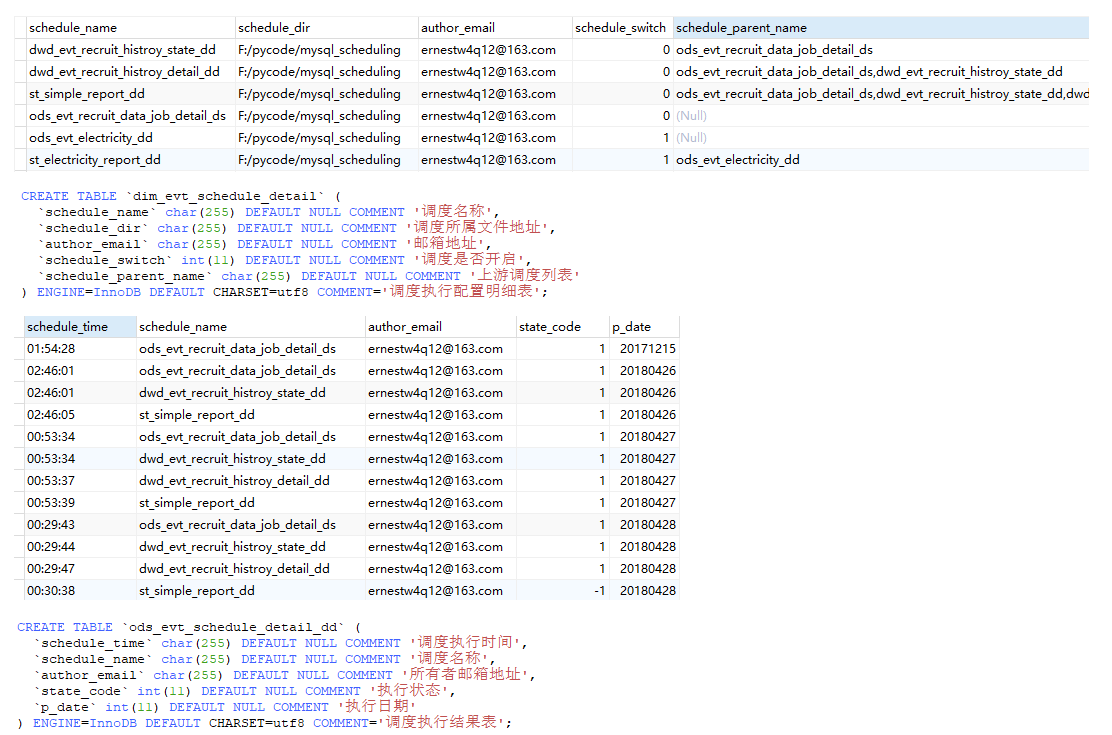 schedule_name schedule_dir author_email schedule_switch schedule_parent_name
dwd_evt_recruit_histroy_state_dd F:/pycode/mysql_scheduling ernestw4q12@163.com 0 ods_evt_recruit_data_job_detail_ds
dwd_evt_recruit_histroy_detail_dd F:/pycode/mysql_scheduling ernestw4q12@163.com 0 ods_evt_recruit_data_job_detail_ds,dwd_evt_recruit_histroy_state_dd
st_simple_report_dd F:/pycode/mysql_scheduling ernestw4q12@163.com 0 ods_evt_recruit_data_job_detail_ds,dwd_evt_recruit_histroy_state_dd,dwd
ods_evt_recruit_data_job_detail_ds F:/pycode/mysql_scheduling ernestw4q12@163.com 0 (Null)
ods_evt_electricity_dd F:/pycode/mysql_scheduling ernestw4q12@163.com 1 (Null)
st_electricity_report_dd F:/pycode/mysql_scheduling ernestw4q12@163.com 1 ods_evt_electricity_dd
CREATE TABLE `dim_evt_schedule_detail` (
`schedule_name` char(255) DEFAULT NULL COMMENT '调度名称',
`schedule_dir` char(255) DEFAULT NULL COMMENT '调度所属文件地址',
`author_email` char(255) DEFAULT NULL COMMENT '邮箱地址',
`schedule_switch` int(11) DEFAULT NULL COMMENT '调度是否开启',
`schedule_parent_name` char(255) DEFAULT NULL COMMENT '上游调度列表'
) ENGINE=InnoDB DEFAULT CHARSET=utf8 COMMENT='调度执行配置明细表';
schedule_time schedule_name author_email state_code p_date
01:54:28 ods_evt_recruit_data_job_detail_ds ernestw4q12@163.com 1 20171215
02:46:01 ods_evt_recruit_data_job_detail_ds ernestw4q12@163.com 1 20180426
02:46:01 dwd_evt_recruit_histroy_state_dd ernestw4q12@163.com 1 20180426
02:46:05 st_simple_report_dd ernestw4q12@163.com 1 20180426
00:53:34 ods_evt_recruit_data_job_detail_ds ernestw4q12@163.com 1 20180427
00:53:34 dwd_evt_recruit_histroy_state_dd ernestw4q12@163.com 1 20180427
00:53:37 dwd_evt_recruit_histroy_detail_dd ernestw4q12@163.com 1 20180427
00:53:39 st_simple_report_dd ernestw4q12@163.com 1 20180427
00:29:43 ods_evt_recruit_data_job_detail_ds ernestw4q12@163.com 1 20180428
00:29:44 dwd_evt_recruit_histroy_state_dd ernestw4q12@163.com 1 20180428
00:29:47 dwd_evt_recruit_histroy_detail_dd ernestw4q12@163.com 1 20180428
00:30:38 st_simple_report_dd ernestw4q12@163.com -1 20180428
CREATE TABLE `ods_evt_schedule_detail_dd` (
`schedule_time` char(255) DEFAULT NULL COMMENT '调度执行时间',
`schedule_name` char(255) DEFAULT NULL COMMENT '调度名称',
`author_email` char(255) DEFAULT NULL COMMENT '所有者邮箱地址',
`state_code` int(11) DEFAULT NULL COMMENT '执行状态',
`p_date` int(11) DEFAULT NULL COMMENT '执行日期'
) ENGINE=InnoDB DEFAULT CHARSET=utf8 COMMENT='调度执行结果表';